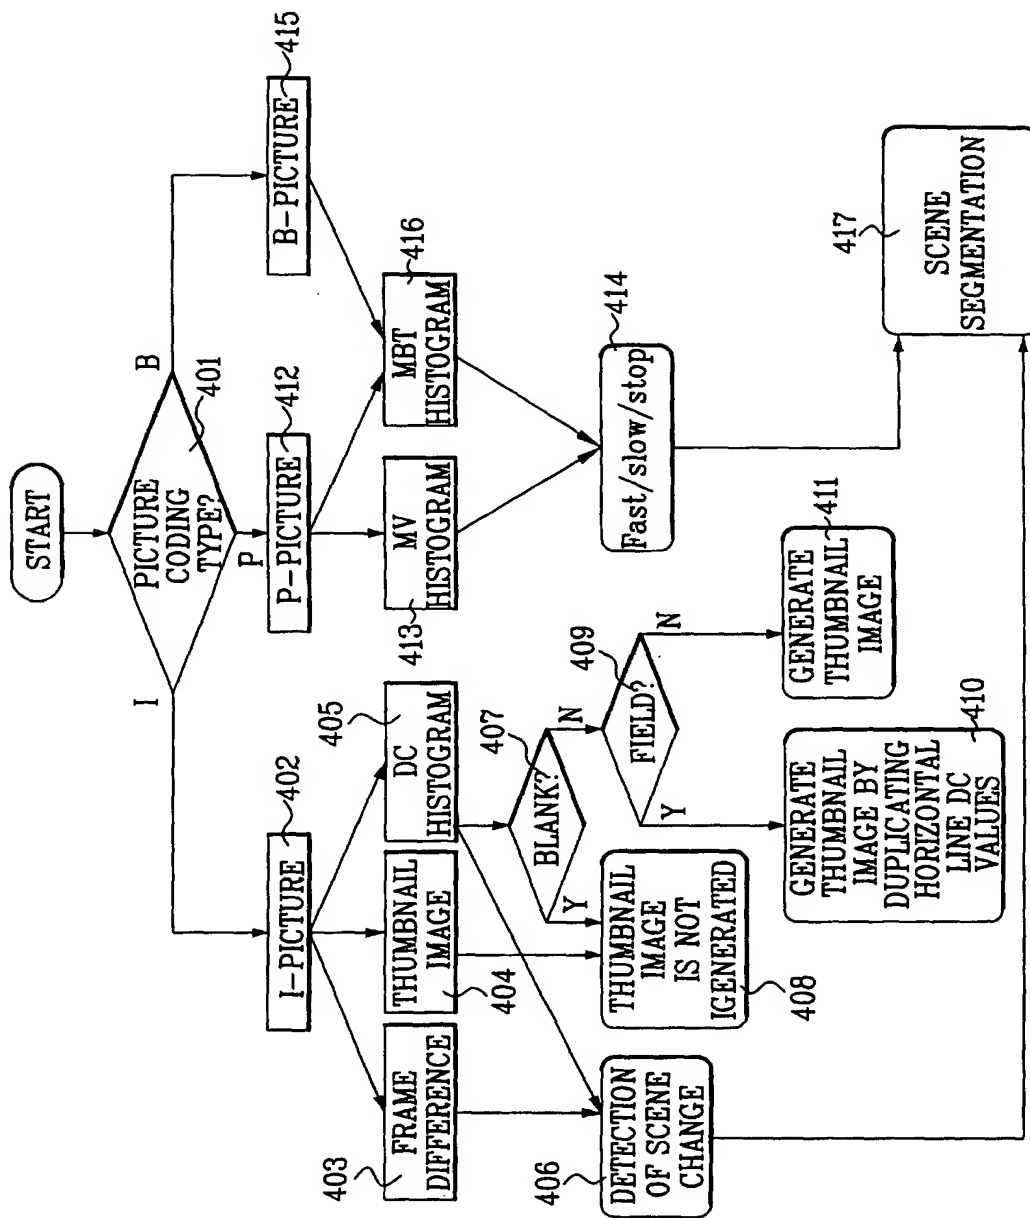 START
PICTURE
CODING
TYPE?
401
I
P
B
I-PICTURE
402
P-PICTURE
412
B-PICTURE
415
403
FRAME
DIFFERENCE
THUMBNAIL
IMAGE
404
405
DC
HISTOGRAM
413
MV
HISTOGRAM
MBT
HISTOGRAM
416
BLANK?
407
Y
N
FIELD?
409
Y
N
406
DETECTION
OF SCENE
CHANGE
THUMBNAIL
IMAGE
IS NOT
IGENERATED
408
GENERATE
THUMBNAIL
IMAGE BY
DUPLICATING
HORIZONTAL
LINE DC
VALUES
410
GENERATE
THUMBNAIL
IMAGE
411
Fast/slow/stop
414
417
SCENE
SEGMENTATION